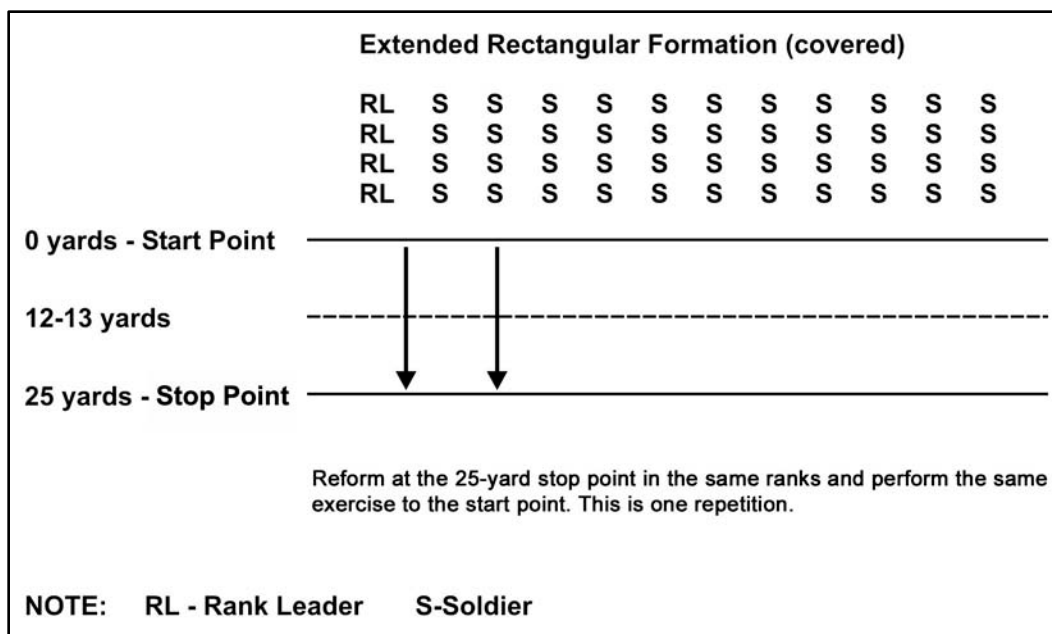 Extended Rectangular Formation (covered)
RL S S S S S S S S S S S
RL S S S S S S S S S S S
RL S S S S S S S S S S S
RL S S S S S S S S S S S
0 yards - Start Point
12-13 yards
25 yards - Stop Point
Reform at the 25-yard stop point in the same ranks and perform the same
exercise to the start point. This is one repetition.
NOTE: RL - Rank Leader S-Soldier